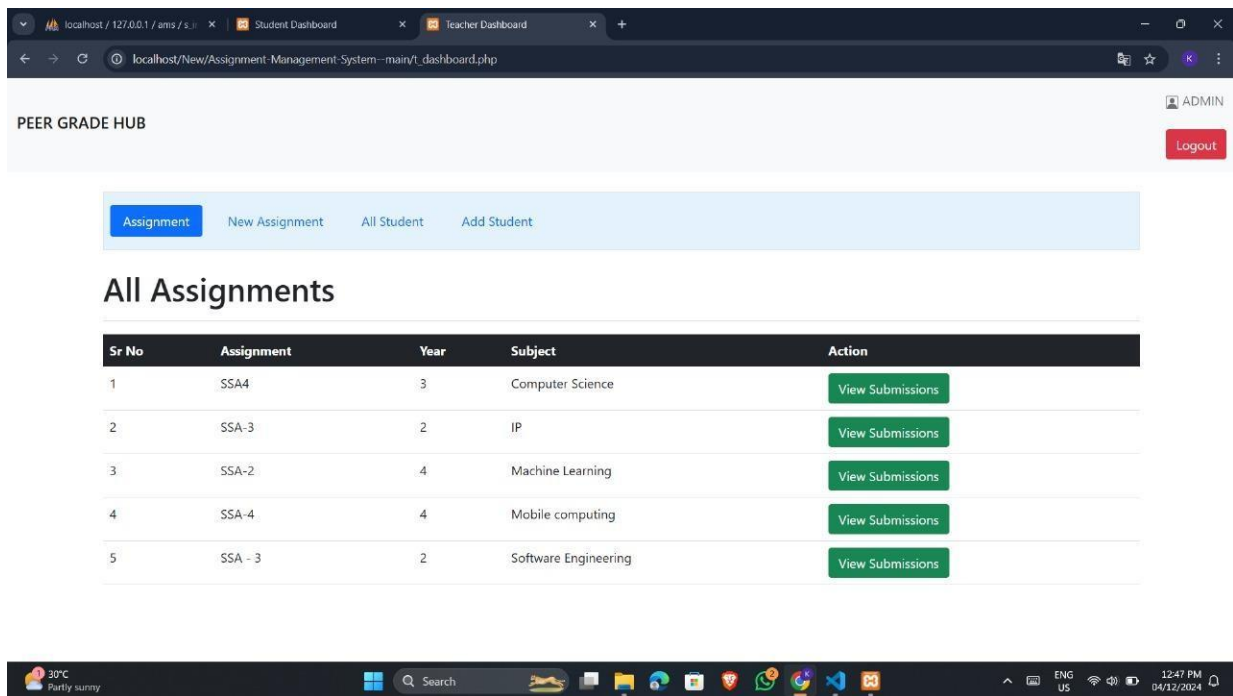 localhost / 127.0.0.1 / ams / s_
Student Dashboard
Teacher Dashboard
localhost/New/Assignment-Management-System--main/t_dashboard.php
K
ADMIN
PEER GRADE HUB
Logout
Assignment New Assignment All Student Add Student
All Assignments
Sr No Assignment Year Subject Action
1 SSA4 3 Computer Science View Submissions
2 SSA-3 2 IP View Submissions
3 SSA-2 4 Machine Learning View Submissions
4 SSA-4 4 Mobile computing View Submissions
5 SSA - 3 2 Software Engineering View Submissions
1
30°C
Partly sunny
Search
2
ENG
US
12:47 PM
04/12/2024